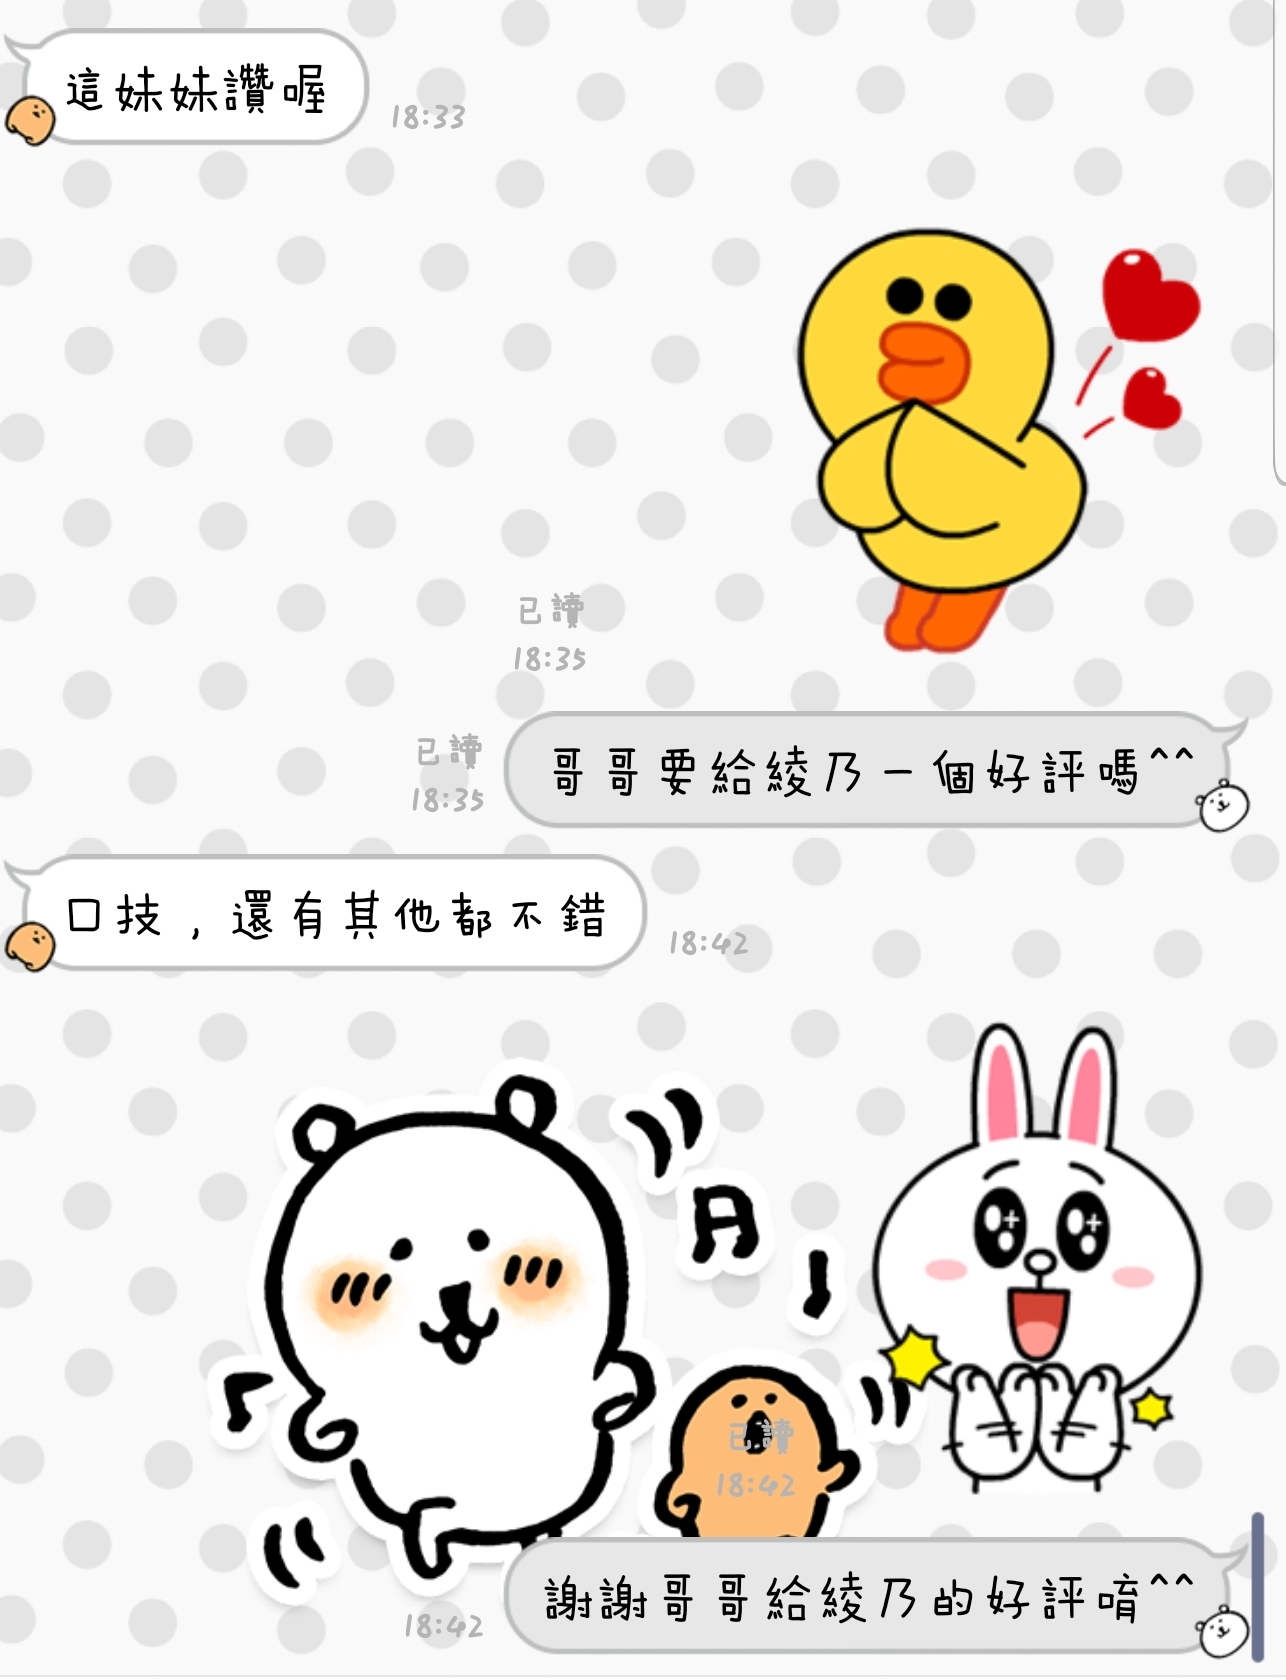 這妹妹讚喔
18:33
已讀
18:35
已讀
18:35
哥哥要給綾乃一個好評嗎^^
口技，還有其他都不錯
18:42
已讀
18:42
謝謝哥哥給綾乃的好評唷^^
18:42